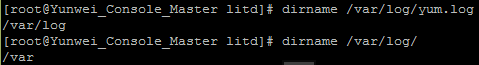 [root@Yunwei_Console_Master litd]# dirname /var/log/yum.log
/var/log
[root@Yunwei_Console_Master litd]# dirname /var/log/
/var